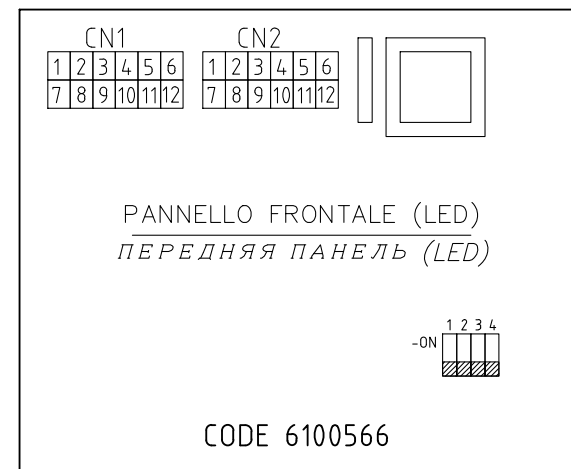 CN1 CN2
1 2 3 4 5 6 1 2 3 4 5 6
7 8 9 10 11 12 7 8 9 10 11 12
PANNELLO FRONTALE (LED)
ПЕРЕДНЯЯ ПАНЕЛЬ (LED)
1 2 3 4
-ON
CODE 6100566